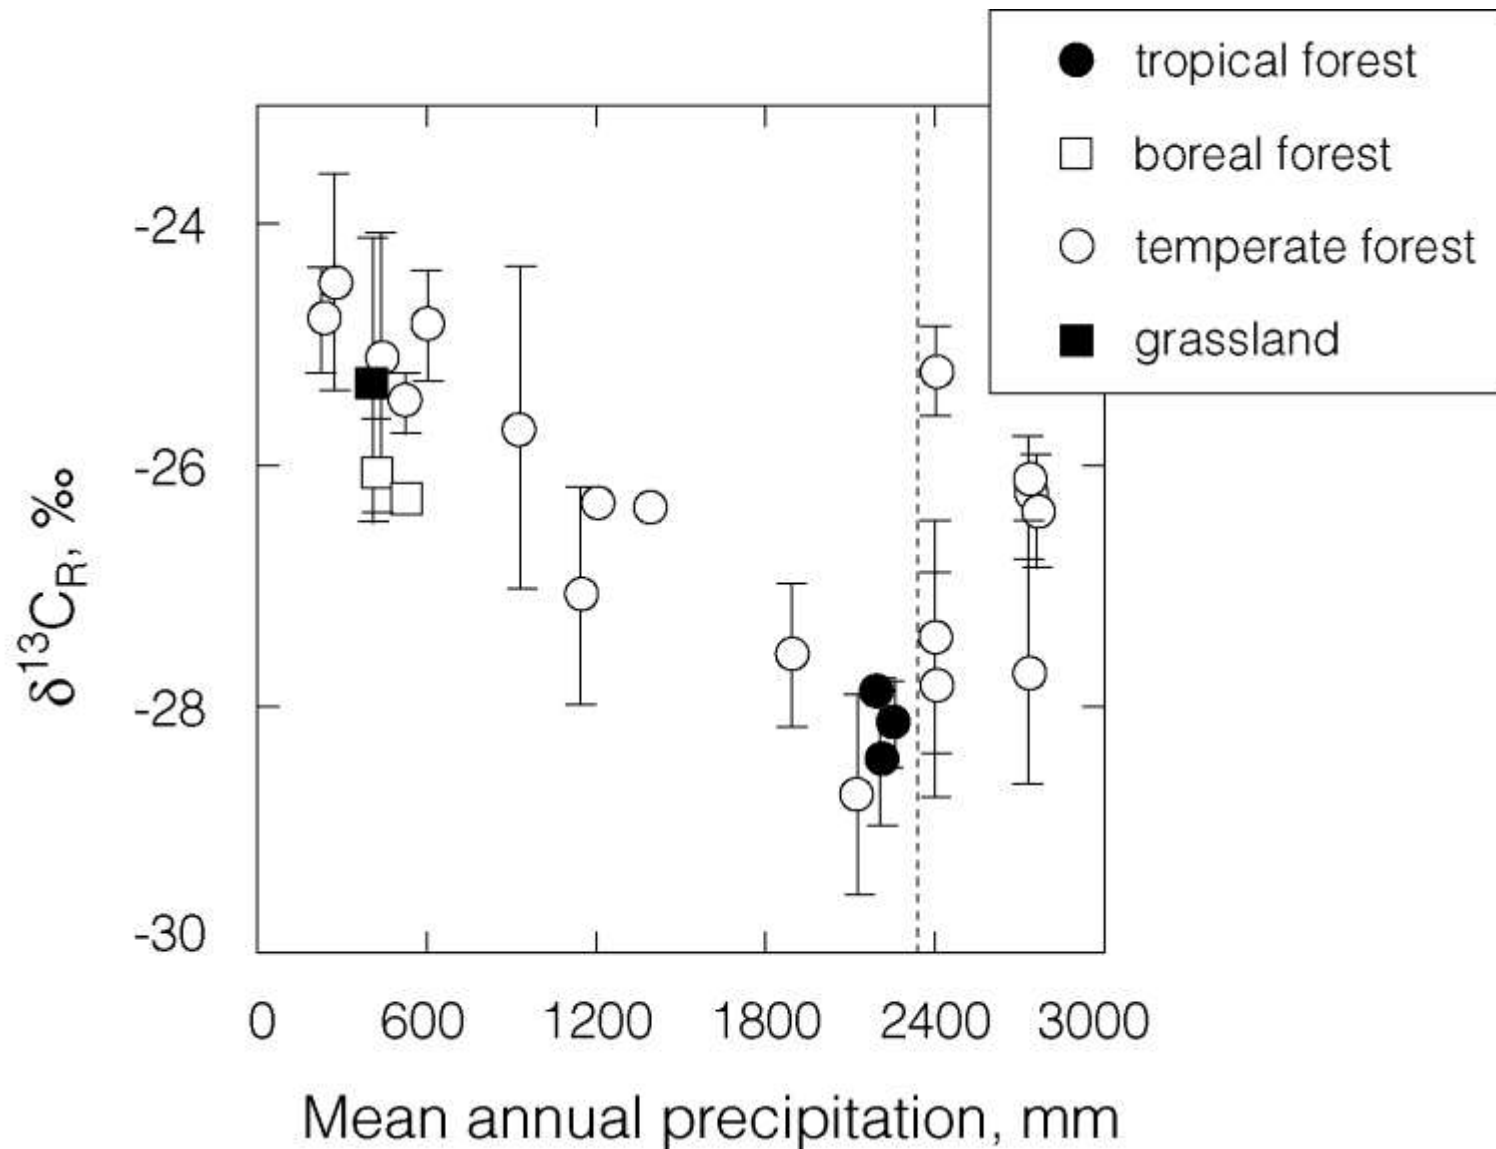 tropical forest
boreal forest
temperate forest
grassland
-24
-26
-28
-30
δ¹³C_R, ‰
0 600 1200 1800 2400 3000
Mean annual precipitation, mm